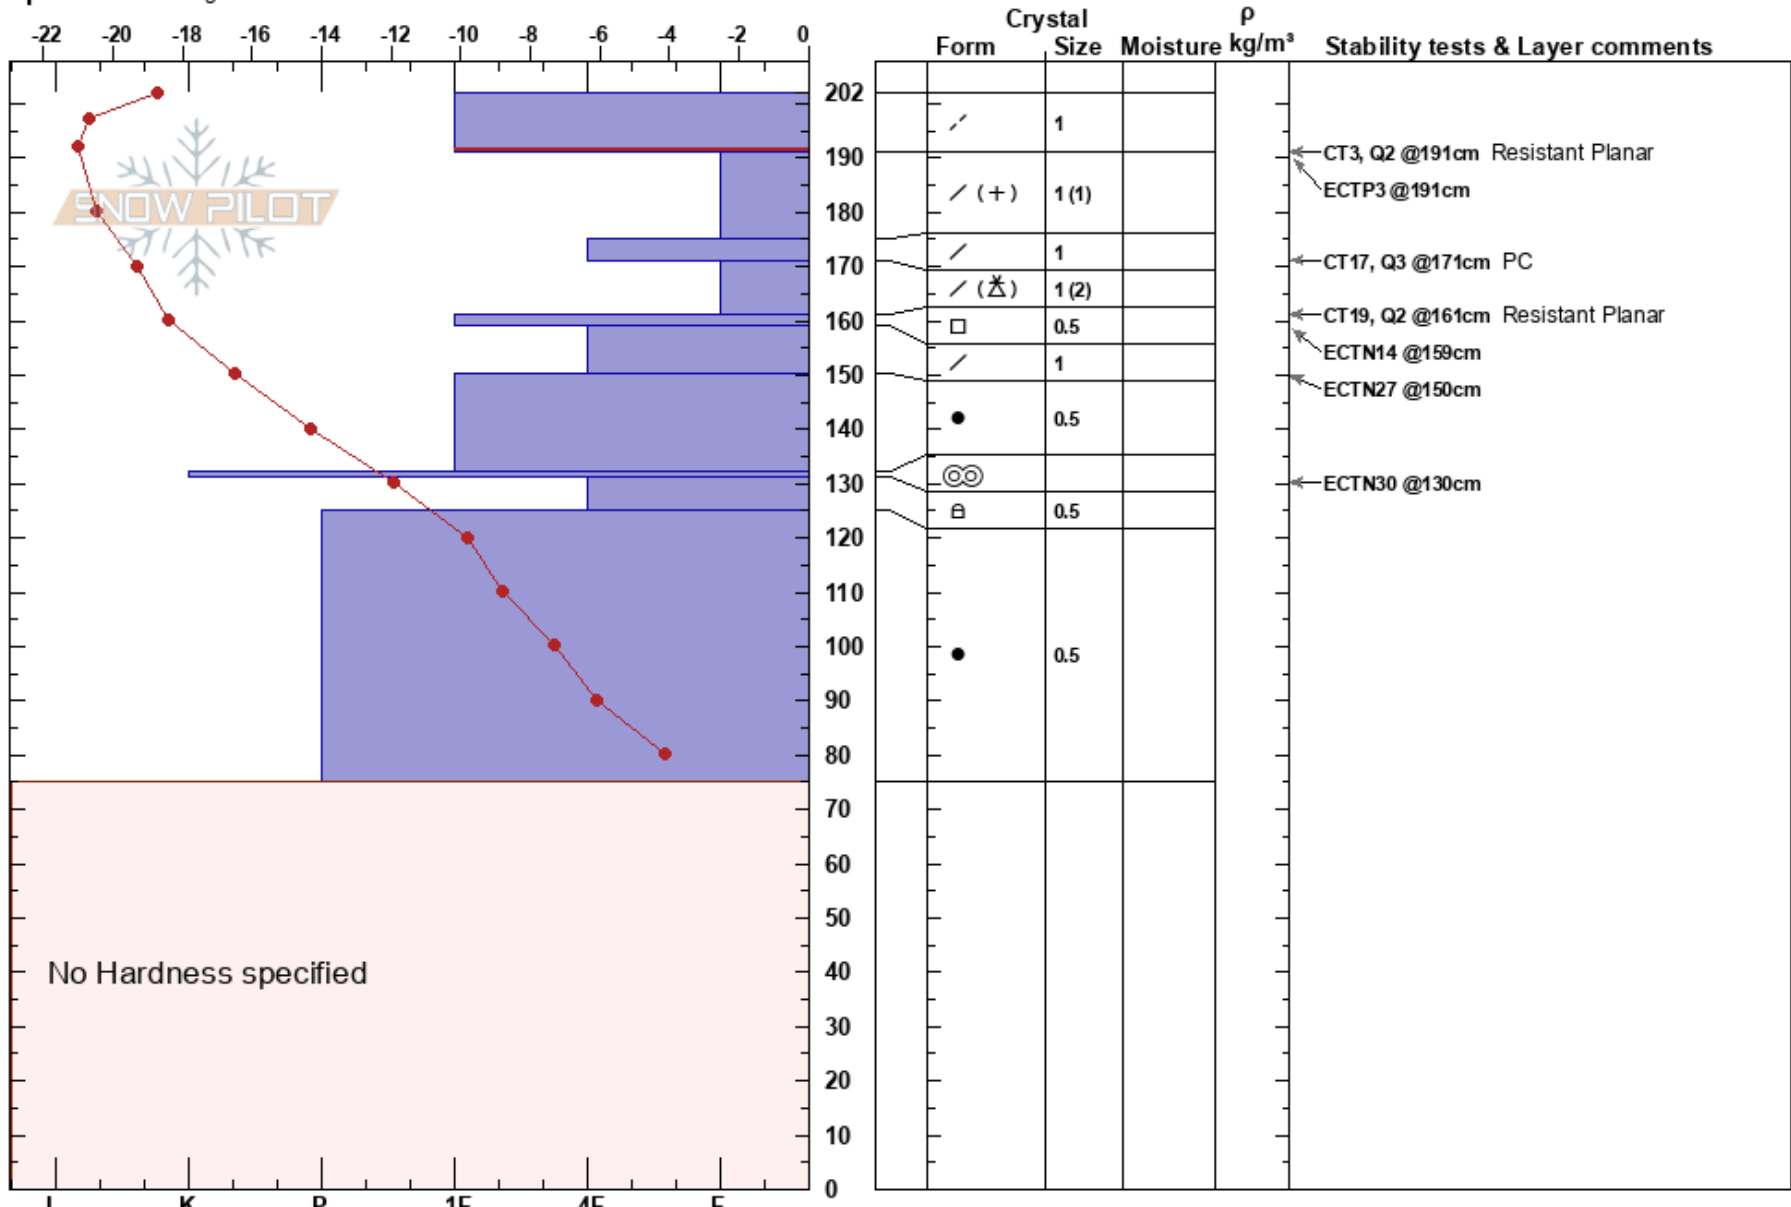 Crystal ρ
-22 -20 -18 -16 -14 -12 -10 -8 -6 -4 -2 0 Form Size Moisture kg/m³ Stability tests & Layer comments
202
1
190 CT3, Q2 @191cm Resistant Planar
SNOW PILOT 180 / (+) 1 (1) ECTP3 @191cm
/ 1
170 CT17, Q3 @171cm PC
/ ( ) 1 (2)
160 0.5 CT19, Q2 @161cm Resistant Planar
/ 1 ECTN14 @159cm
150 ECTN27 @150cm
140 ● 0.5
130 ECTN30 @130cm
0.5
120
110
100 ● 0.5
90
80
70
60
50
No Hardness specified 40
30
20
10
0
K P 1F 4F F